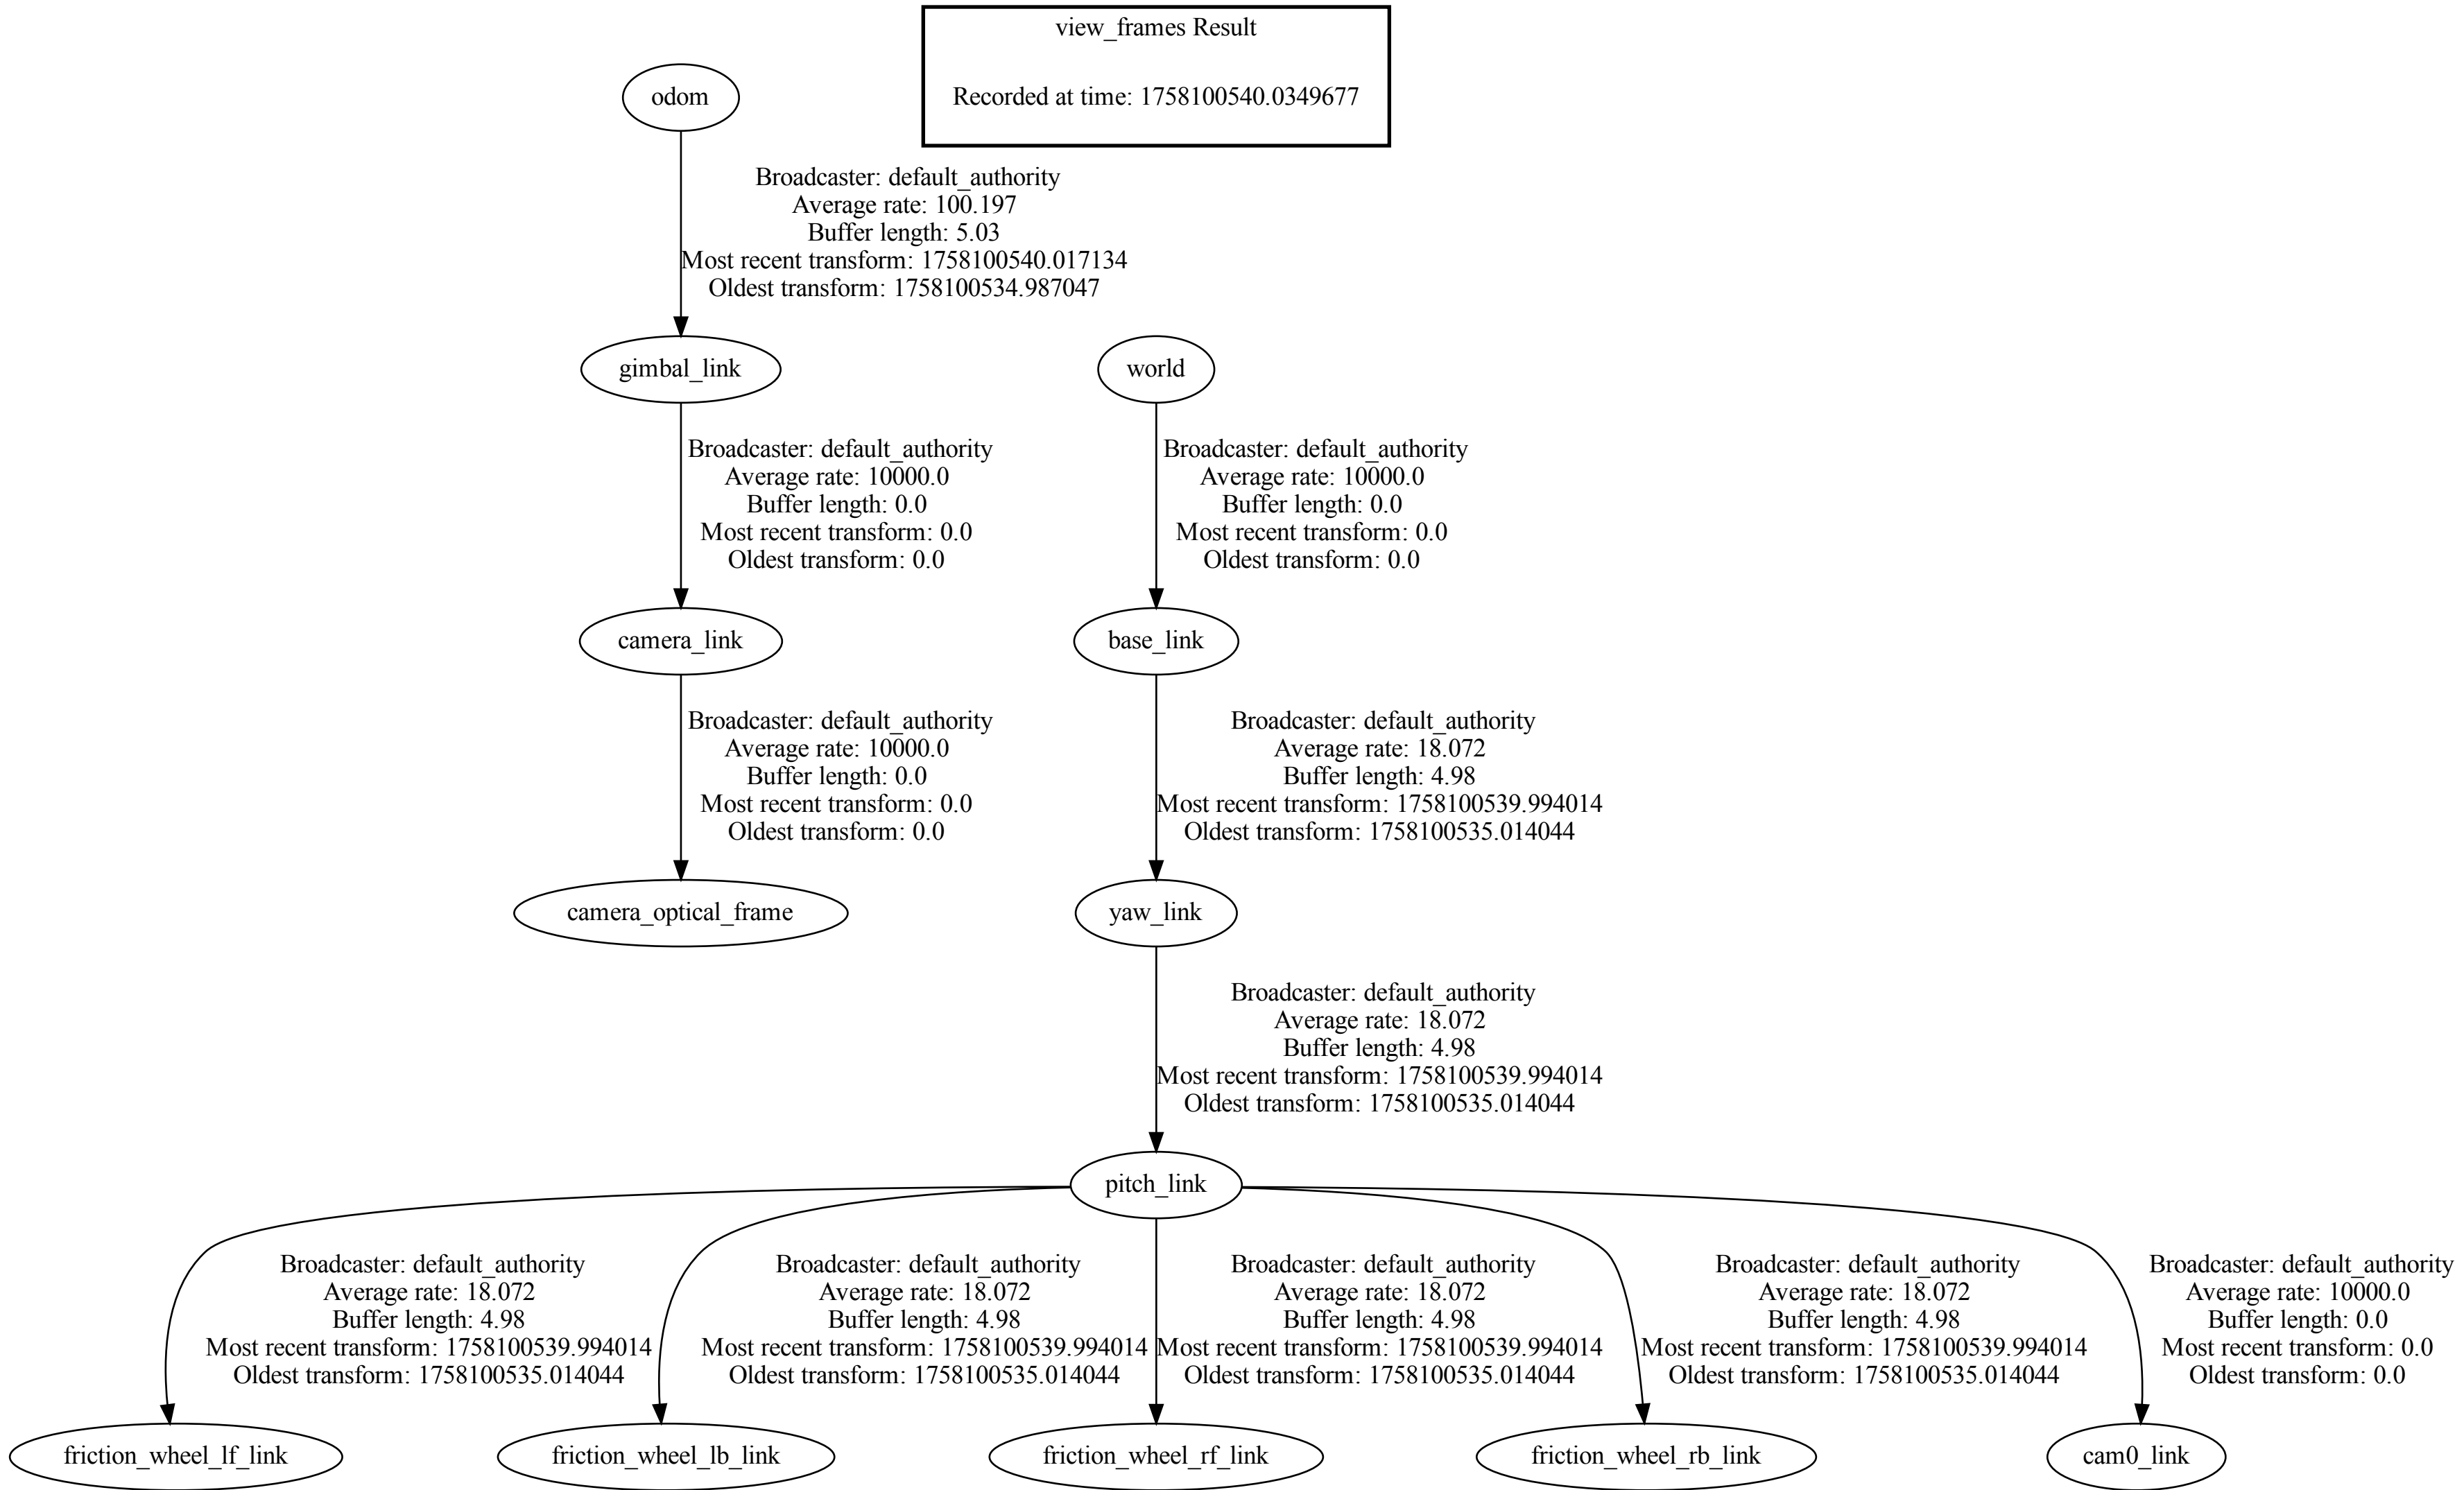 view_frames Result
Recorded at time: 1758100540.0349677
odom
Broadcaster: default_authority
Average rate: 100.197
Buffer length: 5.03
Most recent transform: 1758100540.017134
Oldest transform: 1758100534.987047
gimbal_link
Broadcaster: default_authority
Average rate: 10000.0
Buffer length: 0.0
Most recent transform: 0.0
Oldest transform: 0.0
camera_link
Broadcaster: default_authority
Average rate: 10000.0
Buffer length: 0.0
Most recent transform: 0.0
Oldest transform: 0.0
camera_optical_frame
world
Broadcaster: default_authority
Average rate: 10000.0
Buffer length: 0.0
Most recent transform: 0.0
Oldest transform: 0.0
base_link
Broadcaster: default_authority
Average rate: 18.072
Buffer length: 4.98
Most recent transform: 1758100539.994014
Oldest transform: 1758100535.014044
yaw_link
Broadcaster: default_authority
Average rate: 18.072
Buffer length: 4.98
Most recent transform: 1758100539.994014
Oldest transform: 1758100535.014044
pitch_link
Broadcaster: default_authority
Average rate: 18.072
Buffer length: 4.98
Most recent transform: 1758100539.994014
Oldest transform: 1758100535.014044
friction_wheel_lf_link
Broadcaster: default_authority
Average rate: 18.072
Buffer length: 4.98
Most recent transform: 1758100539.994014
Oldest transform: 1758100535.014044
friction_wheel_lb_link
Broadcaster: default_authority
Average rate: 18.072
Buffer length: 4.98
Most recent transform: 1758100539.994014
Oldest transform: 1758100535.014044
friction_wheel_rf_link
Broadcaster: default_authority
Average rate: 18.072
Buffer length: 4.98
Most recent transform: 1758100539.994014
Oldest transform: 1758100535.014044
friction_wheel_rb_link
Broadcaster: default_authority
Average rate: 10000.0
Buffer length: 0.0
Most recent transform: 0.0
Oldest transform: 0.0
cam0_link